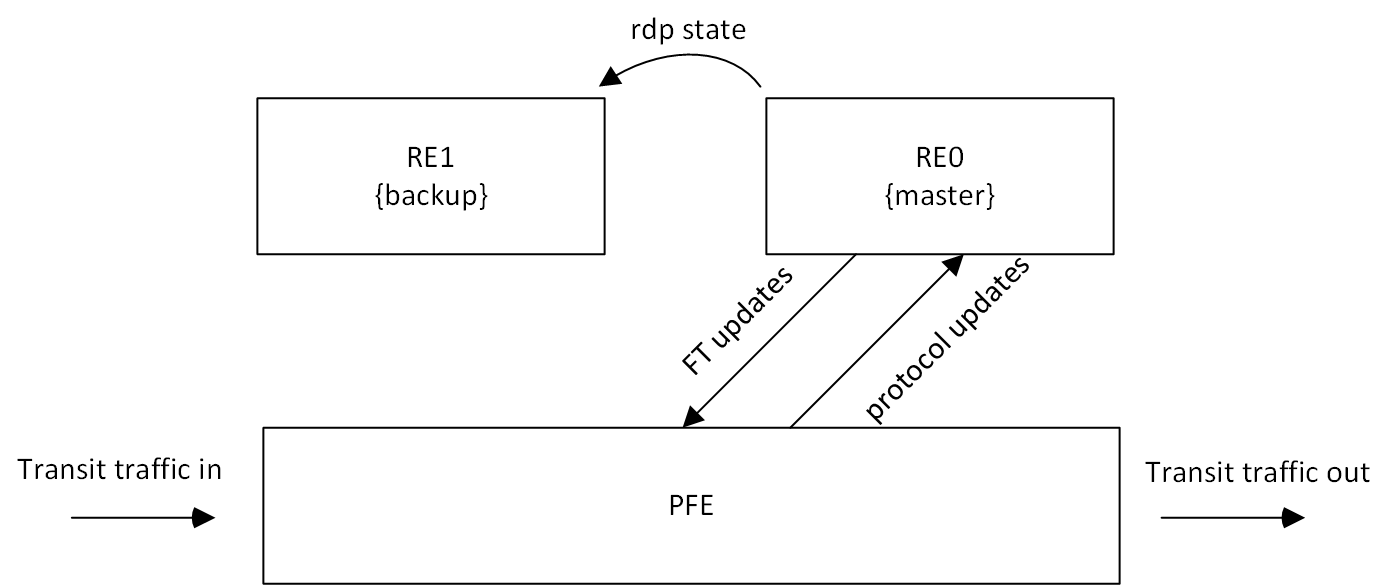 rdp state
RE1
{backup}
RE0
{master}
FT updates
protocol updates
Transit traffic in
PFE
Transit traffic out